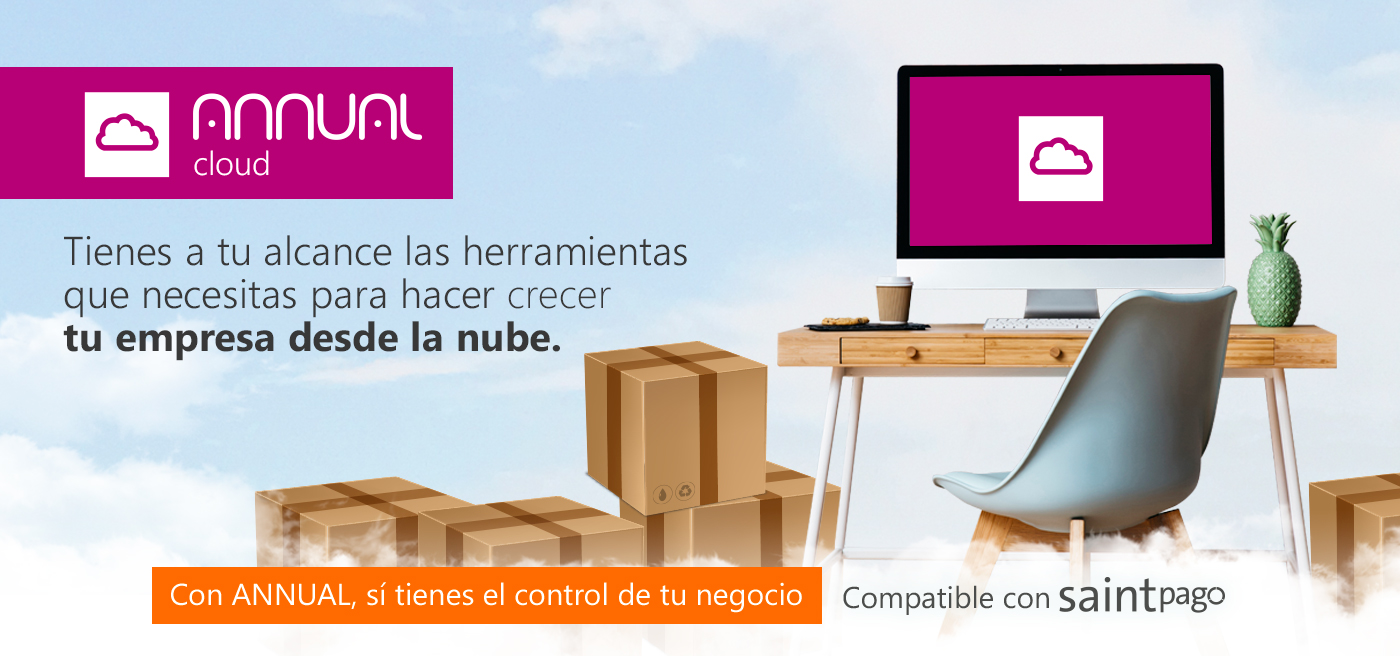 ANNUAL
cloud
Tienes a tu alcance las herramientas
que necesitas para hacer crecer
tu empresa desde la nube.
Con ANNUAL, sí tienes el control de tu negocio
Compatible con saintpago